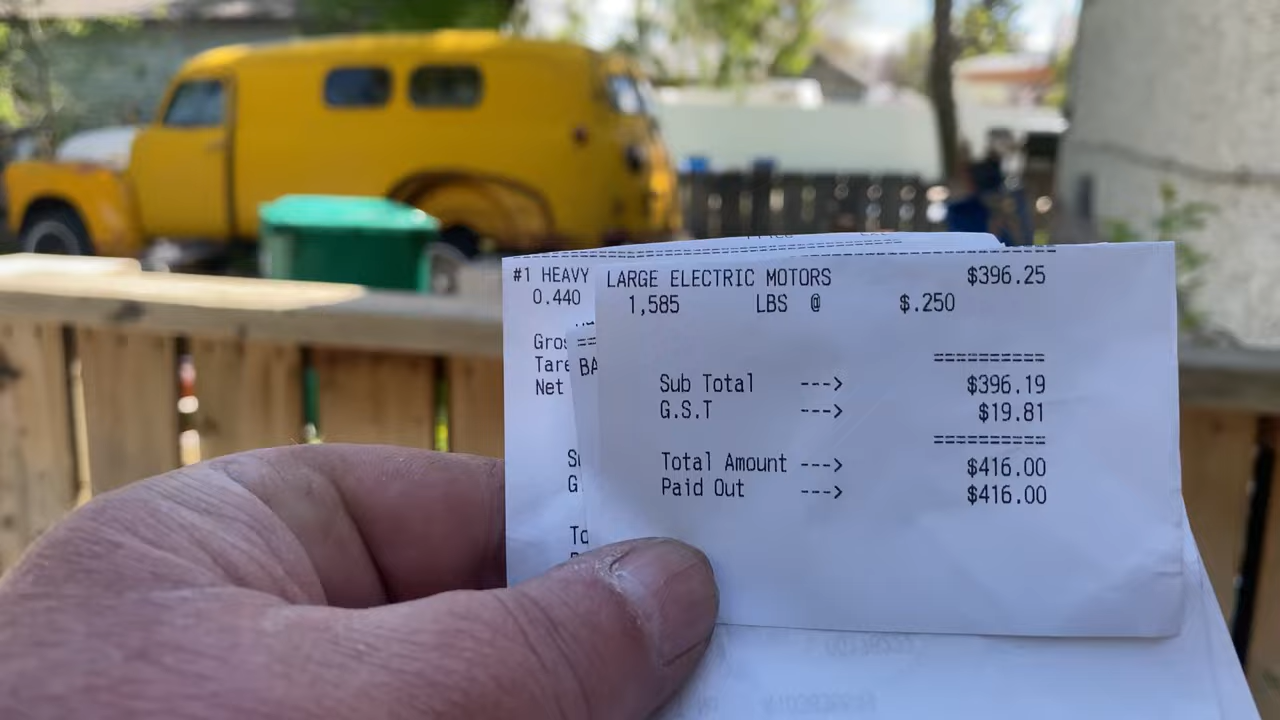 #1 HEAVY
0.440
Gros
Tare
Net
==
BA
LARGE ELECTRIC MOTORS $396.25
1,585 LBS @ $.250
==========
Sub Total ---> $396.19
G.S.T ---> $19.81
==========
Total Amount ---> $416.00
Paid Out ---> $416.00